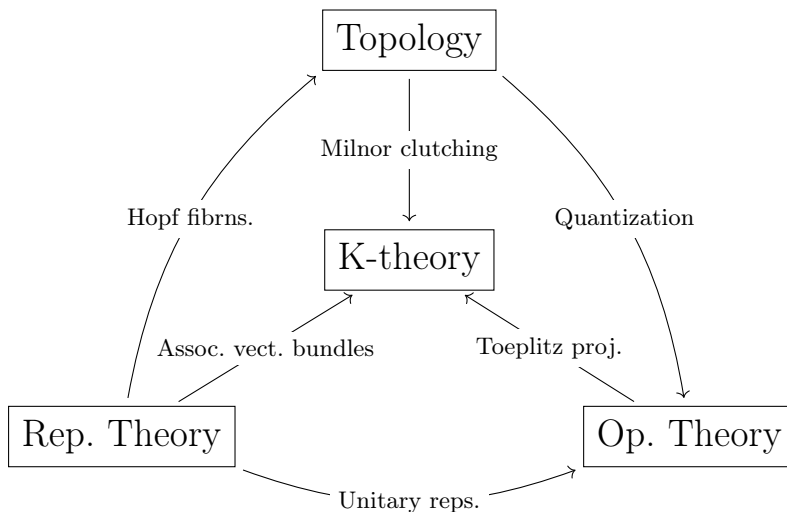 Topology
Milnor clutching
Hopf fibrns.
Quantization
K-theory
Assoc. vect. bundles
Toeplitz proj.
Rep. Theory
Op. Theory
Unitary reps.